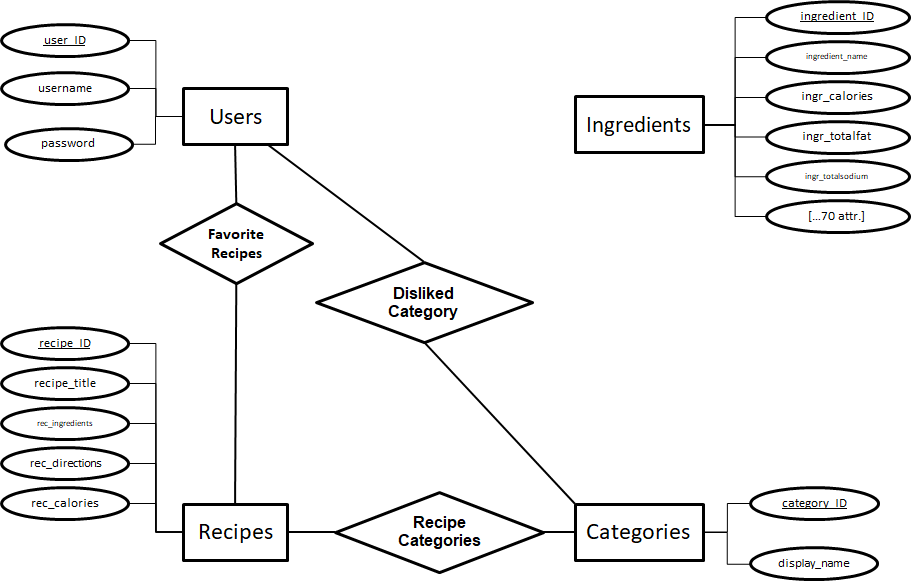 user_ID
username
password
Users
Ingredients
ingredient_ID
ingredient_name
ingr_calories
ingr_totalfat
ingr_totalsodium
[...70 attr.]
Favorite
Recipes
Disliked
Category
recipe_ID
recipe_title
rec_ingredients
rec_directions
rec_calories
Recipes
Recipe
Categories
Categories
category_ID
display_name